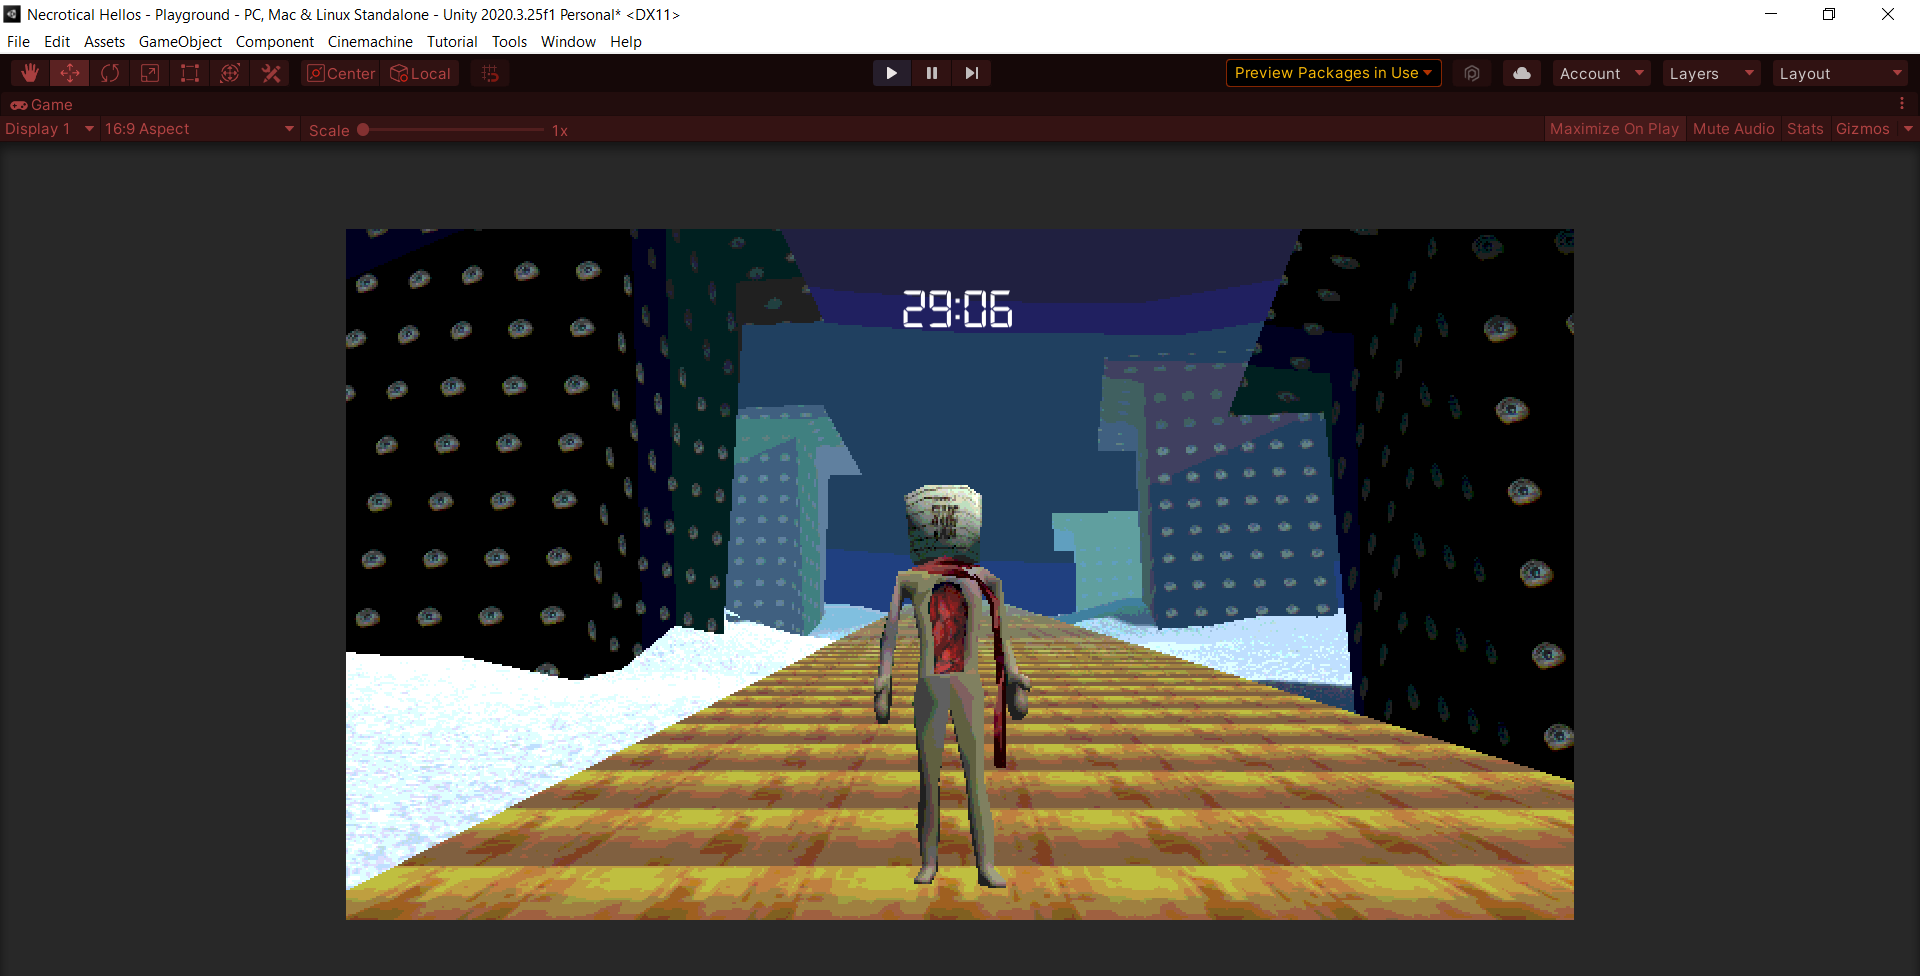 Necrotical Hellos - Playground - PC, Mac & Linux Standalone - Unity 2020.3.25f1 Personal* <DX11>
File Edit Assets GameObject Component Cinemachine Tutorial Tools Window Help
Center Local Preview Packages in Use Account Layers Layout
Game
Display 1 16:9 Aspect Scale 1x Maximize On Play Mute Audio Stats Gizmos
29:06